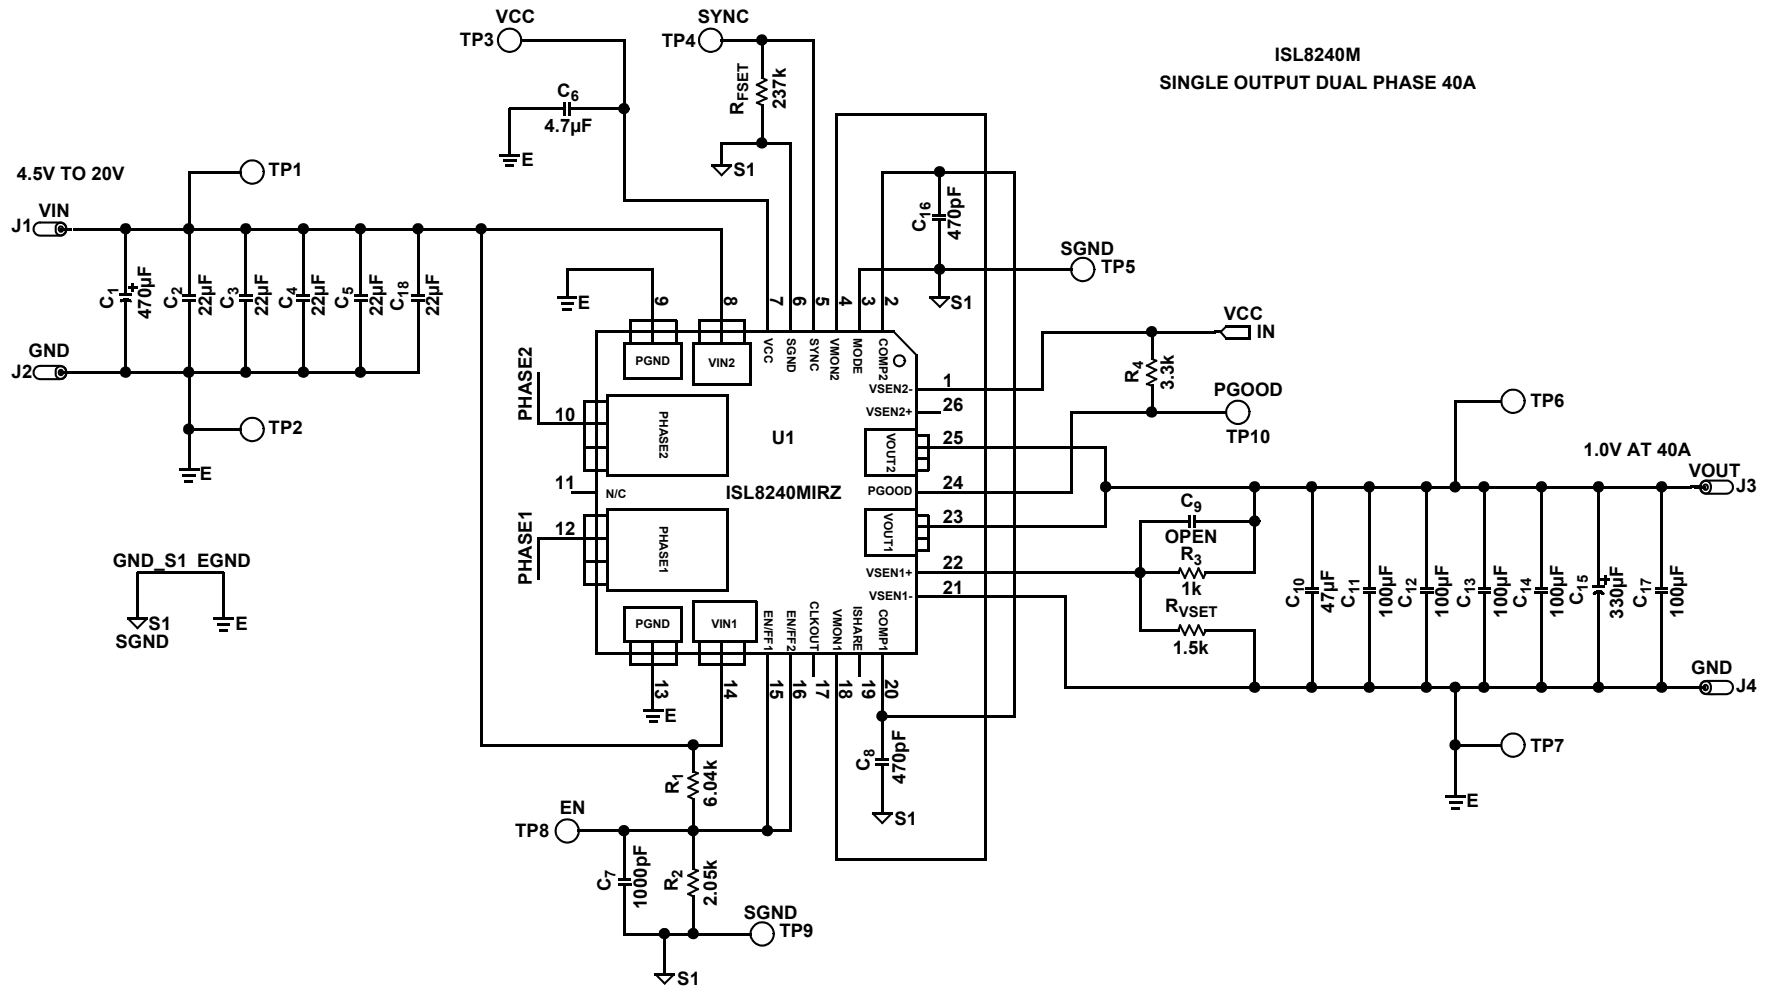 ISL8240M
SINGLE OUTPUT DUAL PHASE 40A
VCC
TP3
C6
4.7µF
E
SYNC
TP4
RFSET
237k
S1
4.5V TO 20V
VIN
J1
TP1
C1
+
470µF
C2
22µF
C3
22µF
C4
22µF
C5
22µF
C18
22µF
GND
J2
TP2
E
E
C16
470pF
SGND
TP5
S1
9
8
7
6
5
4
3
2
PGND
VIN2
VCC
SGND
SYNC
VMON2
MODE
COMP2
PHASE2
10
PHASE2
11
N/C
PHASE1
12
PHASE1
U1
ISL8240MIRZ
VSEN2-
1
VSEN2+
26
VOUT2
25
PGOOD
24
VOUT1
23
VSEN1+
22
VSEN1-
21
PGND
VIN1
EN/FF1
EN/FF2
CLKOUT
VMON1
ISHARE
COMP1
13
14
15
16
17
18
19
20
E
VCC
IN
R4
3.3k
PGOOD
TP10
TP6
1.0V AT 40A
VOUT
J3
C9
OPEN
R3
1k
RVSET
1.5k
C10
47µF
C11
100µF
C12
100µF
C13
100µF
C14
100µF
C15
+
330µF
C17
100µF
GND
J4
TP7
E
GND_S1 EGND
S1
SGND
E
R1
6.04k
C8
470pF
S1
EN
TP8
C7
1000pF
R2
2.05k
SGND
TP9
S1